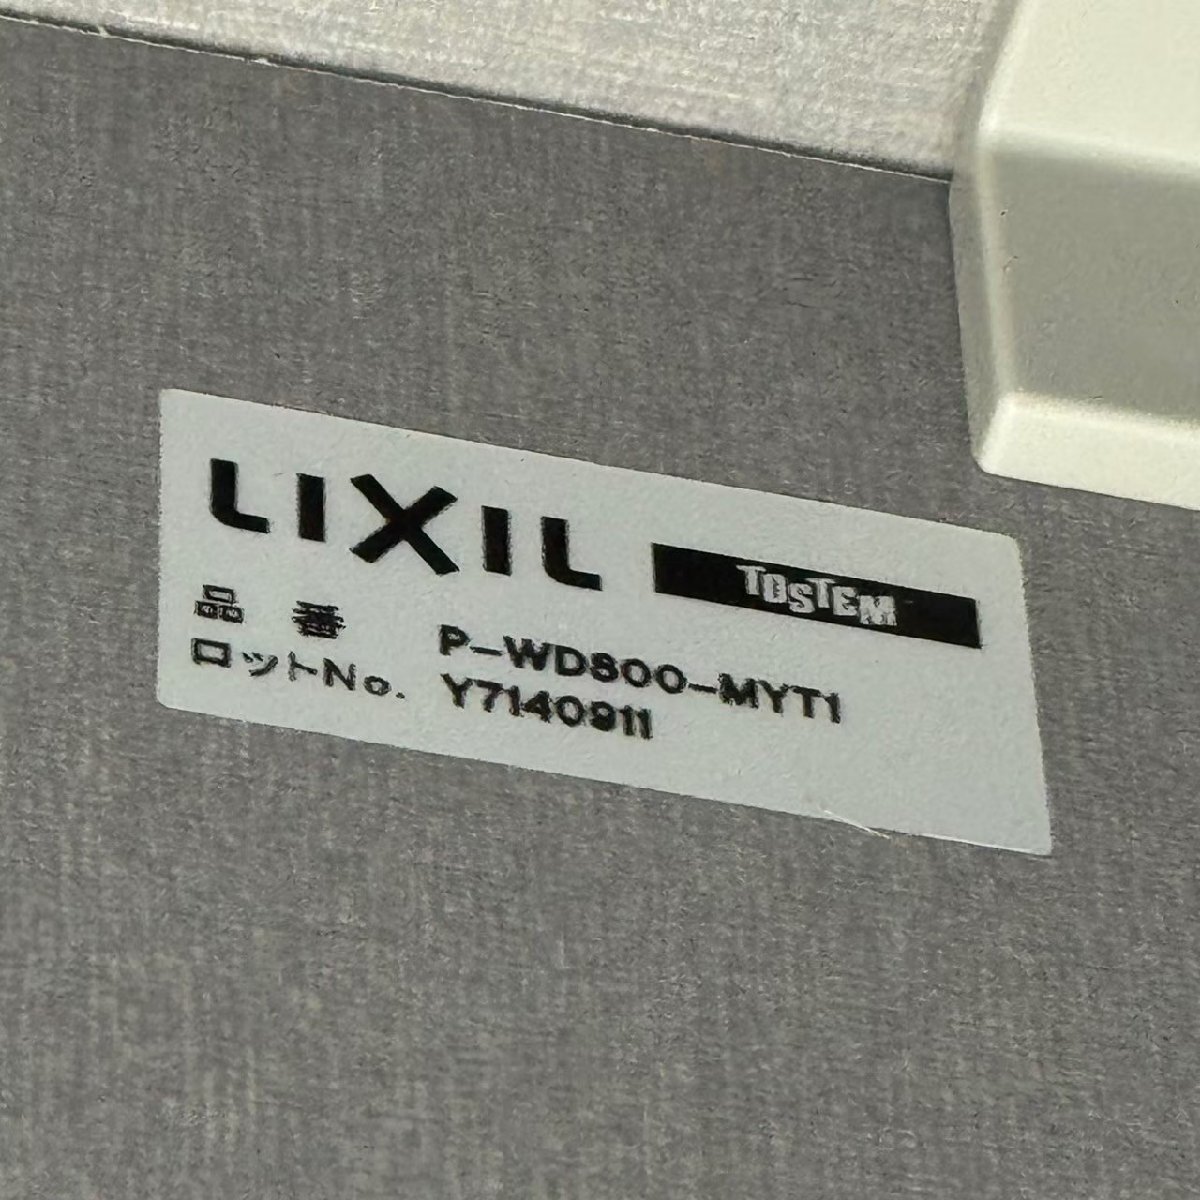 LIXIL TOSTEM
品 番 P-WD800-MYT1
ロットNo. Y7140911